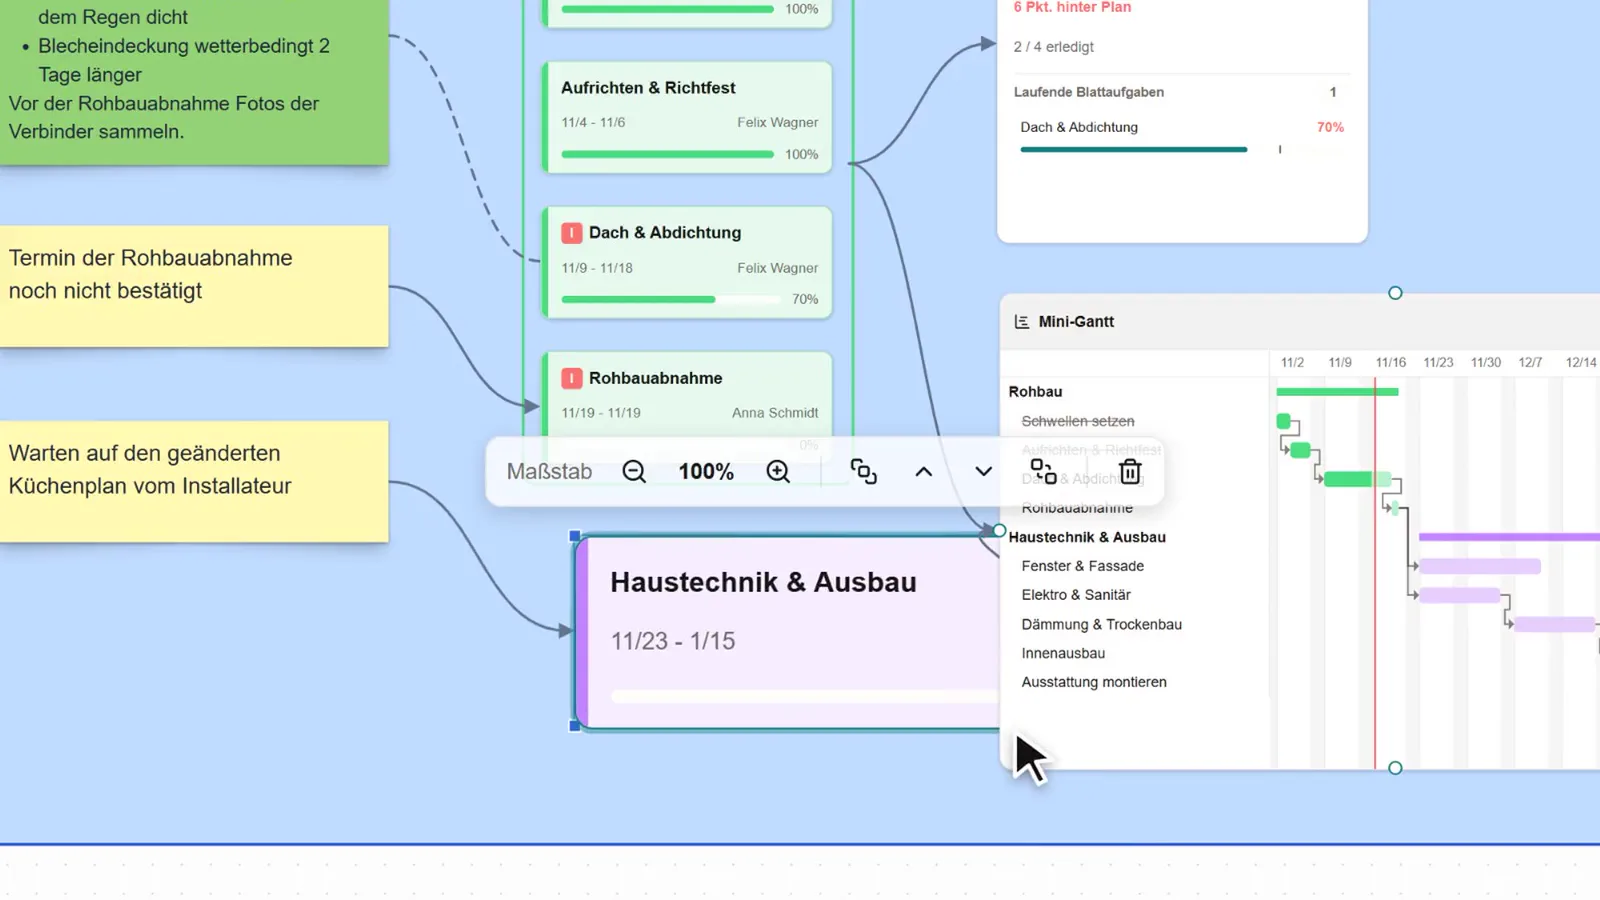 dem Regen dicht
• Blecheindeckung wetterbedingt 2
Tage länger
Vor der Rohbauabnahme Fotos der
Verbinder sammeln.
Termin der Rohbauabnahme
noch nicht bestätigt
Warten auf den geänderten
Küchenplan vom Installateur
100%
Aufrichten & Richtfest
11/4 - 11/6 Felix Wagner
100%
! Dach & Abdichtung
11/9 - 11/18 Felix Wagner
70%
! Rohbauabnahme
11/19 - 11/19 Anna Schmidt
0%
Maßstab 100%
Haustechnik & Ausbau
11/23 - 1/15
6 Pkt. hinter Plan
2 / 4 erledigt
Laufende Blattaufgaben 1
Dach & Abdichtung 70%
Mini-Gantt
11/2 11/9 11/16 11/23 11/30 12/7 12/14
Rohbau
Schwellen setzen
Aufrichten & Richtfest
Dach & Abdichtung
Rohbauabnahme
Haustechnik & Ausbau
Fenster & Fassade
Elektro & Sanitär
Dämmung & Trockenbau
Innenausbau
Ausstattung montieren